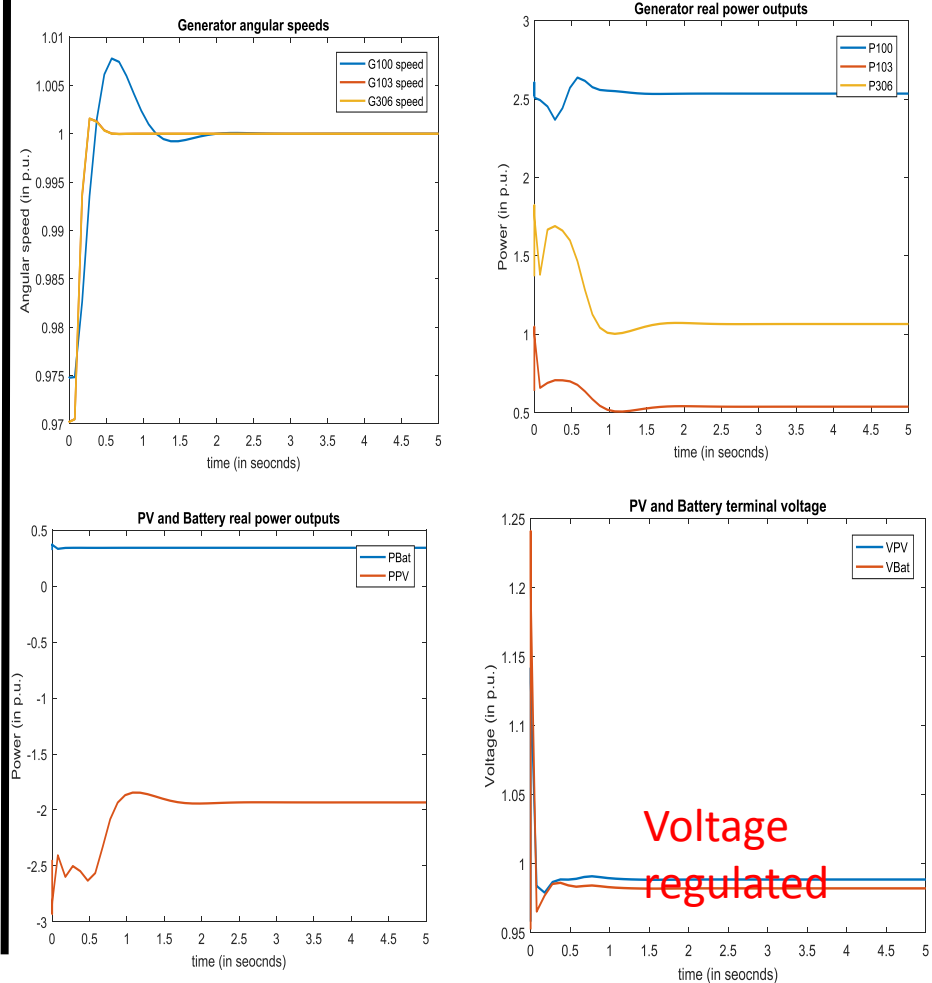 Generator angular speeds
1.01
1.005
1
0.995
0.99
0.985
0.98
0.975
0.97
Angular speed (in p.u.)
G100 speed
G103 speed
G306 speed
0 0.5 1 1.5 2 2.5 3 3.5 4 4.5 5
time (in seocnds)
Generator real power outputs
3
2.5
2
1.5
1
0.5
Power (in p.u.)
P100
P103
P306
0 0.5 1 1.5 2 2.5 3 3.5 4 4.5 5
time (in seocnds)
PV and Battery real power outputs
0.5
0
-0.5
-1
-1.5
-2
-2.5
-3
Power (in p.u.)
PBat
PPV
0 0.5 1 1.5 2 2.5 3 3.5 4 4.5 5
time (in seocnds)
PV and Battery terminal voltage
1.25
1.2
1.15
1.1
1.05
1
0.95
Voltage (in p.u.)
VPV
VBat
Voltage
regulated
0 0.5 1 1.5 2 2.5 3 3.5 4 4.5 5
time (in seocnds)